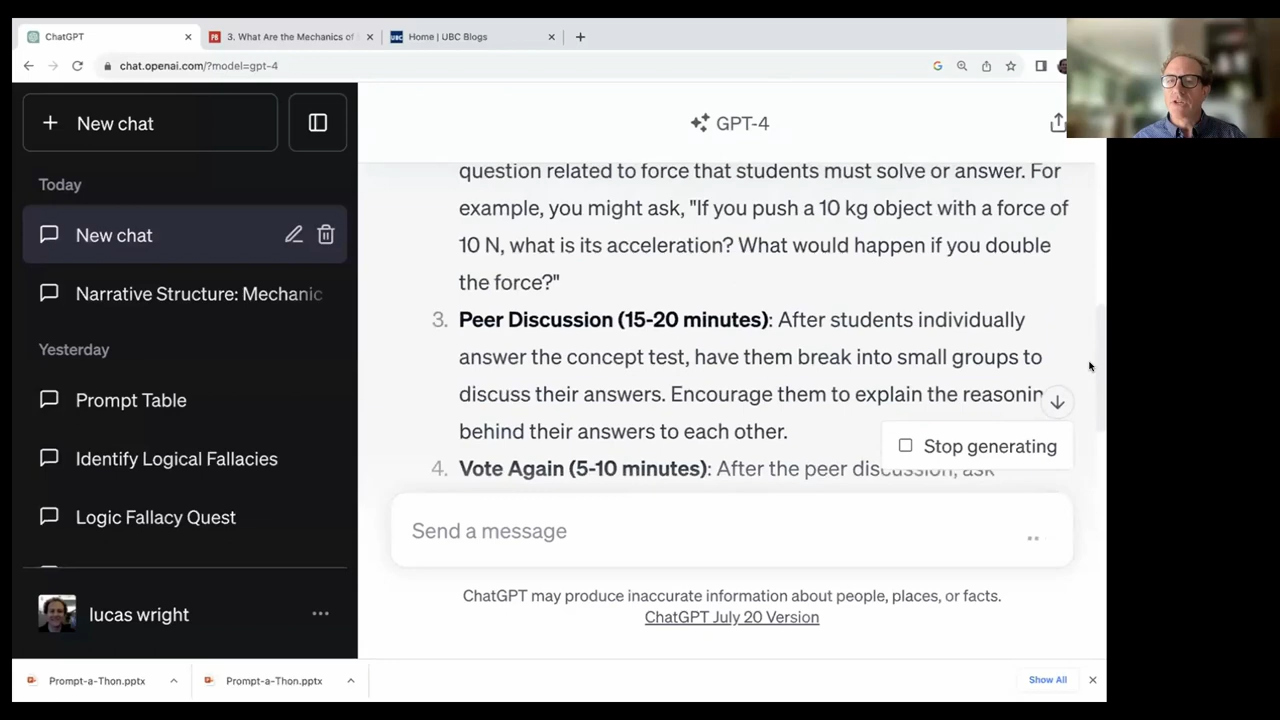 ChatGPT
PB 3. What Are the Mechanics of
UBC Home | UBC Blogs
chat.openai.com/?model=gpt-4
New chat
GPT-4
Today
New chat
Narrative Structure: Mechanic
Yesterday
Prompt Table
Identify Logical Fallacies
Logic Fallacy Quest
lucas wright
question related to force that students must solve or answer. For
example, you might ask, "If you push a 10 kg object with a force of
10 N, what is its acceleration? What would happen if you double
the force?"
3. Peer Discussion (15-20 minutes): After students individually
answer the concept test, have them break into small groups to
discuss their answers. Encourage them to explain the reasonin
behind their answers to each other.
Stop generating
4. Vote Again (5-10 minutes): After the peer discussion, ask
Send a message
ChatGPT may produce inaccurate information about people, places, or facts.
ChatGPT July 20 Version
Prompt-a-Thon.pptx
Prompt-a-Thon.pptx
Show All